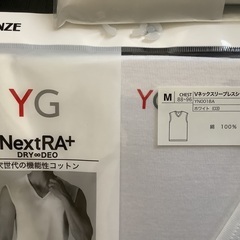 NZE
YG
YG
NextRA+
DRY∞DEO
次世代の機能性コットン
M
CHEST
88-96
Vネックスリーブレスシ
YN0018A
ホワイト
綿 100%